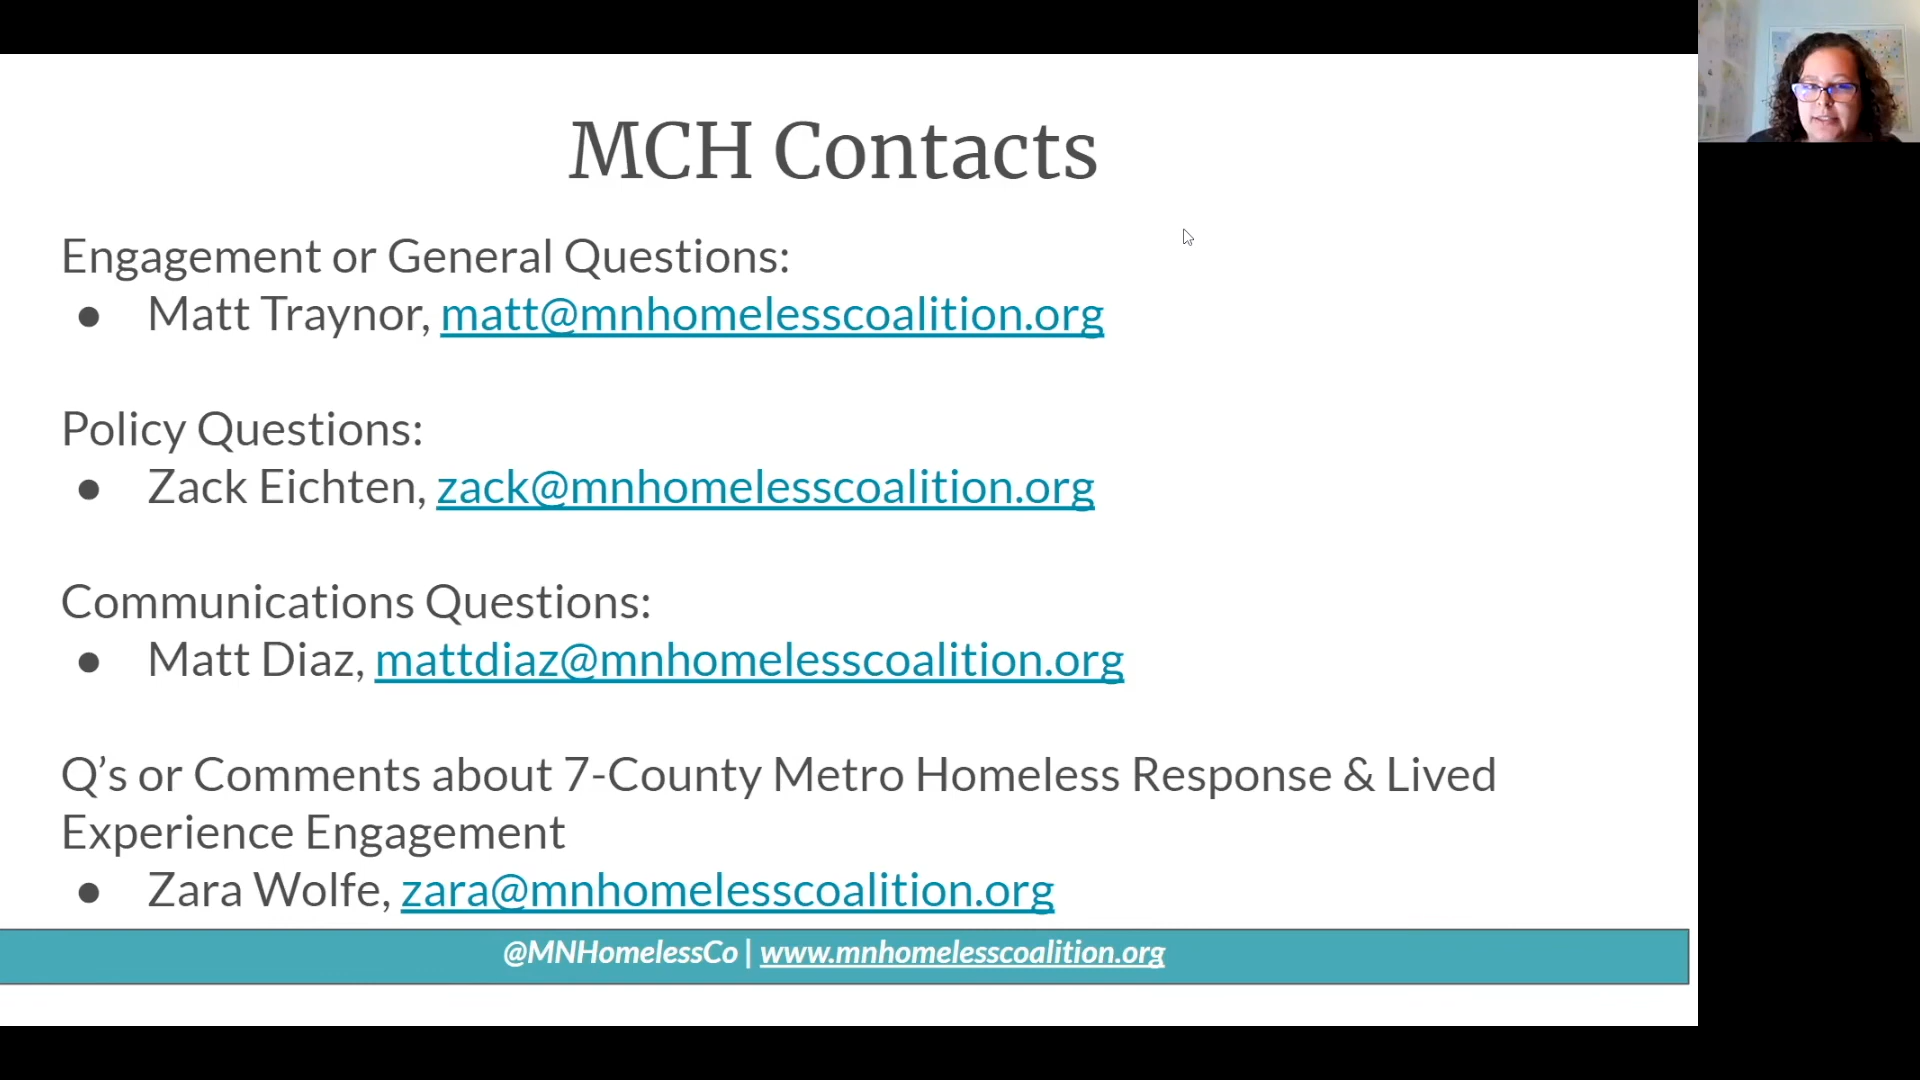 MCH Contacts
Engagement or General Questions:
● Matt Traynor, matt@mnhomelesscoalition.org
Policy Questions:
● Zack Eichten, zack@mnhomelesscoalition.org
Communications Questions:
● Matt Diaz, mattdiaz@mnhomelesscoalition.org
Q’s or Comments about 7-County Metro Homeless Response & Lived
Experience Engagement
● Zara Wolfe, zara@mnhomelesscoalition.org
@MNHomelessCo | www.mnhomelesscoalition.org